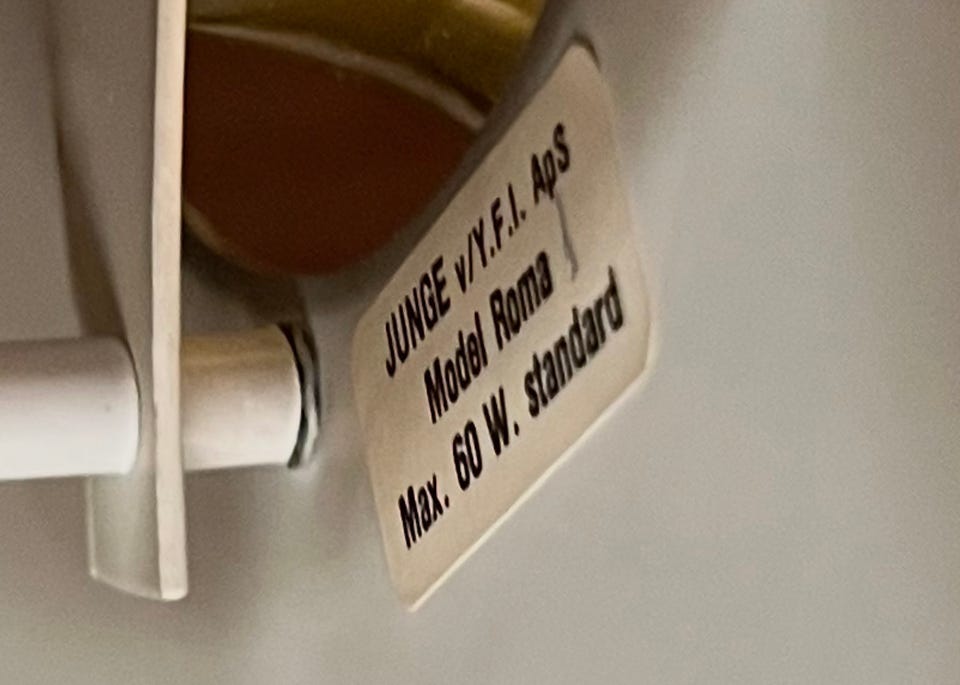 JUNGE v/Y.F.I. ApS
Model Roma
Max. 60 W. standard